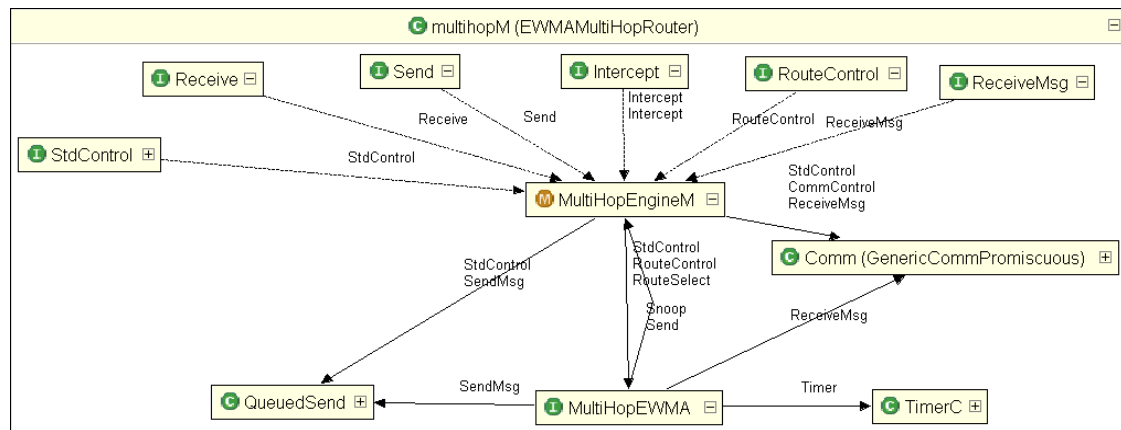 C multihopM (EWMAMultiHopRouter)
I Receive
I Send
I Intercept
I RouteControl
I ReceiveMsg
Receive
Send
Intercept
Intercept
RouteControl
ReceiveMsg
I StdControl
StdControl
M MultiHopEngineM
StdControl
CommControl
ReceiveMsg
C Comm (GenericCommPromiscuous)
StdControl
SendMsg
StdControl
RouteControl
RouteSelect
Snoop
Send
ReceiveMsg
C QueuedSend
SendMsg
I MultiHopEWMA
Timer
C TimerC